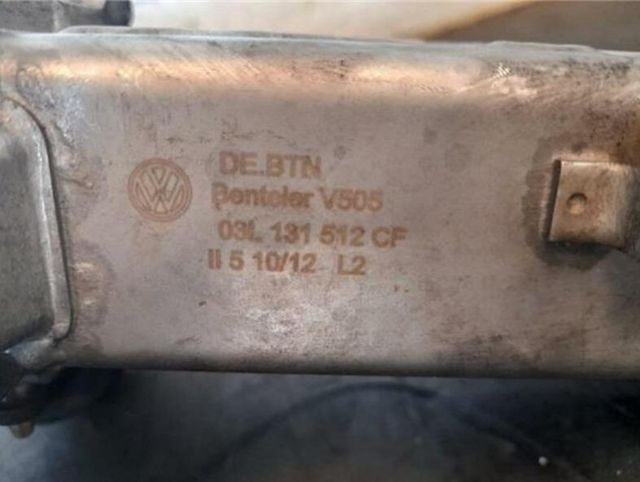 DE.BTN
Benteler V505
03L 131 512 CF
II 5 10/12 L2